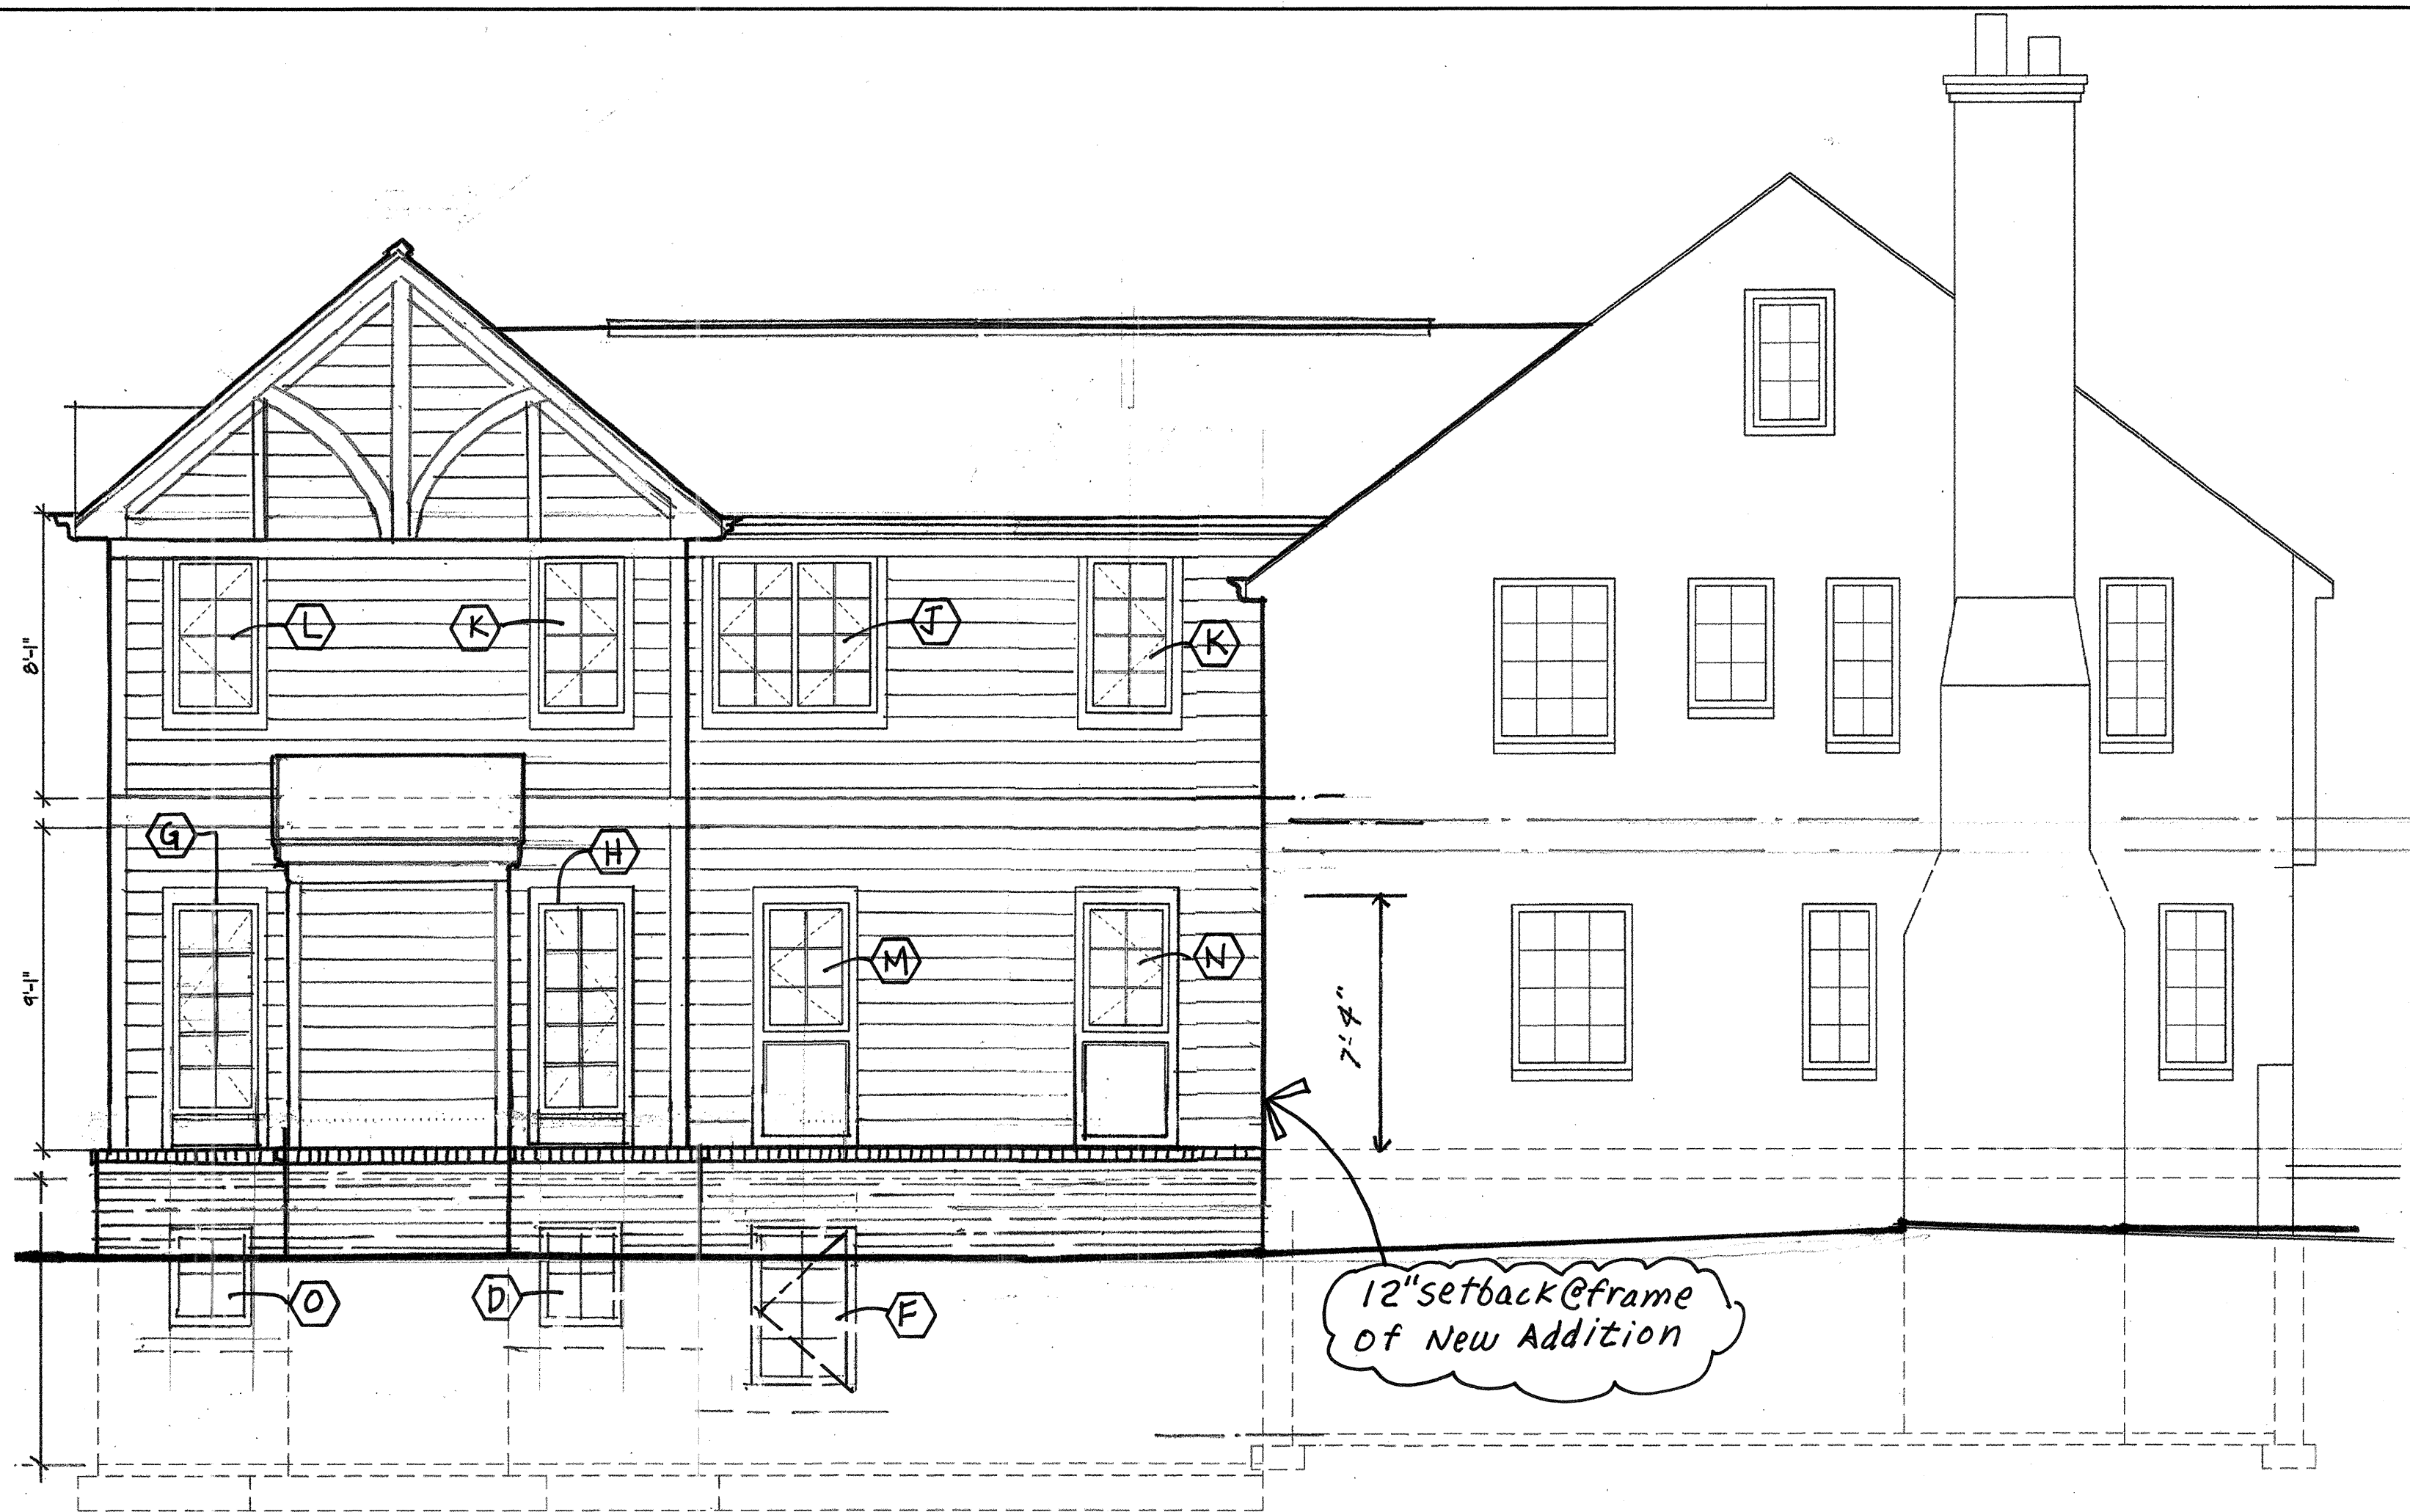 L
K
J
K
8'-1"
G
H
M
N
9'-1"
7'-4"
O
D
F
12"setback@frame
of New Addition